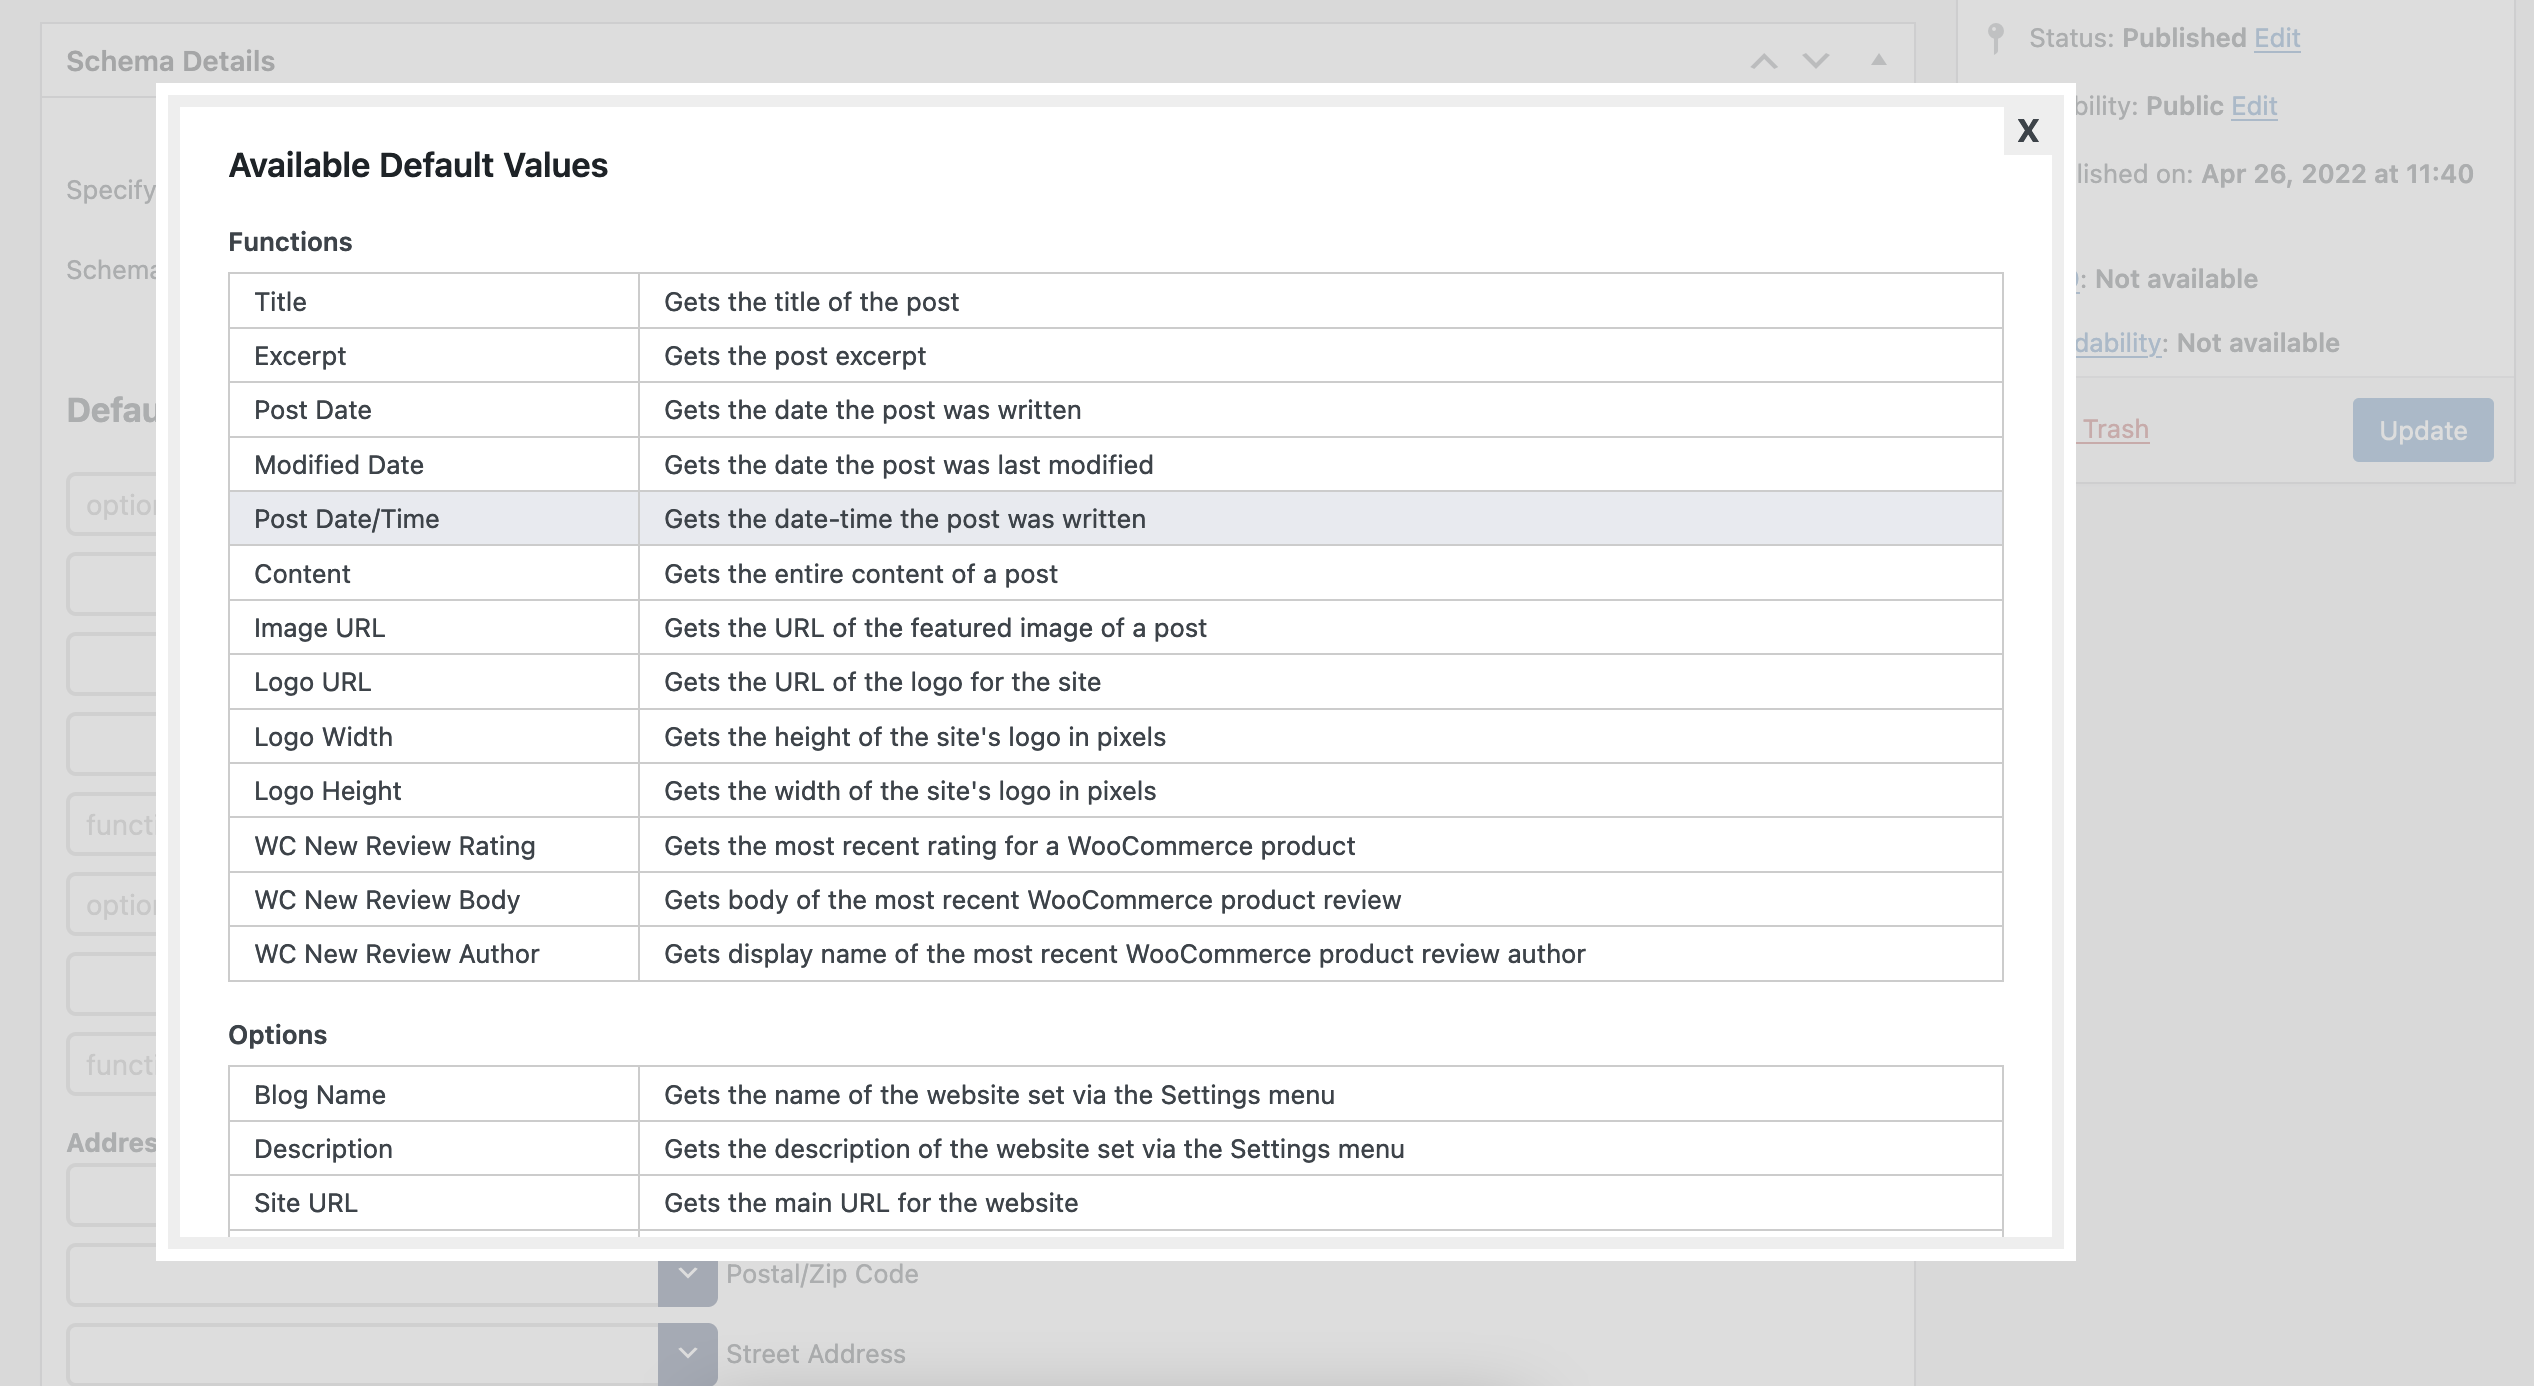 Schema Details
Status: Published Edit
bility: Public Edit
lished on: Apr 26, 2022 at 11:40
: Not available
dability: Not available
Trash
Update
Specify
Schema
Defau
option
functi
option
functi
Addres
X
Available Default Values
Functions
Title Gets the title of the post
Excerpt Gets the post excerpt
Post Date Gets the date the post was written
Modified Date Gets the date the post was last modified
Post Date/Time Gets the date-time the post was written
Content Gets the entire content of a post
Image URL Gets the URL of the featured image of a post
Logo URL Gets the URL of the logo for the site
Logo Width Gets the height of the site's logo in pixels
Logo Height Gets the width of the site's logo in pixels
WC New Review Rating Gets the most recent rating for a WooCommerce product
WC New Review Body Gets body of the most recent WooCommerce product review
WC New Review Author Gets display name of the most recent WooCommerce product review author
Options
Blog Name Gets the name of the website set via the Settings menu
Description Gets the description of the website set via the Settings menu
Site URL Gets the main URL for the website
Postal/Zip Code
Street Address